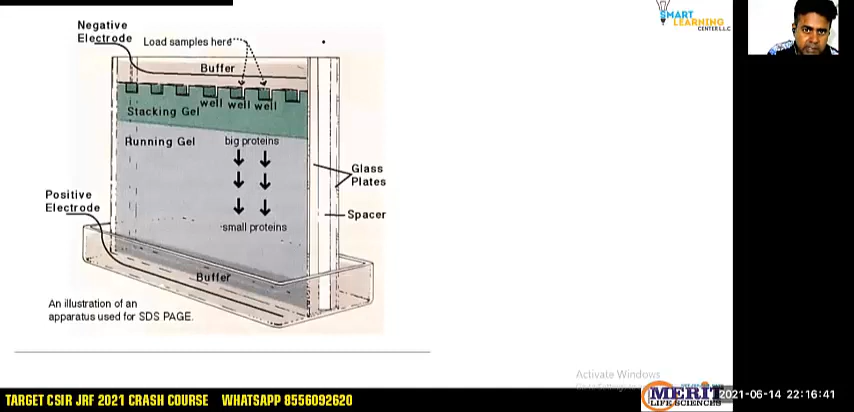 Negative
Electrode
Load samples here
Buffer
well well well
Stacking Gel
Running Gel
big proteins
Glass
Plates
Positive
Electrode
Spacer
small proteins
Buffer
An illustration of an
apparatus used for SDS PAGE.
SMART
LEARNING
CENTER L.L.C
Activate Windows
MERIT
LIFE SCIENCES
2021-06-14 22:16:41
TARGET CSIR JRF 2021 CRASH COURSE WHATSAPP 8556092620